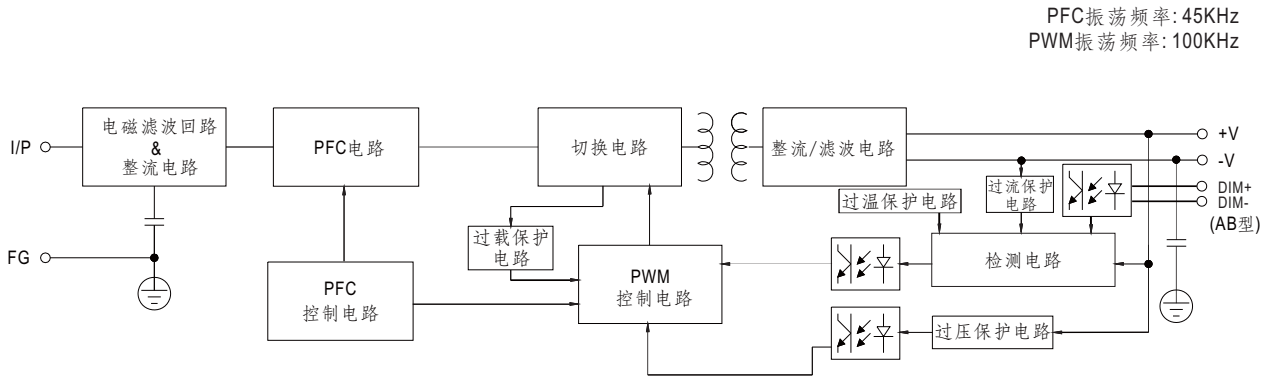 PFC振荡频率: 45KHz
PWM振荡频率: 100KHz
I/P
电磁滤波回路
&
整流电路
PFC电路
切换电路
整流/滤波电路
+V
-V
DIM+
DIM-
(AB型)
过温保护电路
过流保护
电路
过载保护
电路
FG
PFC
控制电路
PWM
控制电路
检测电路
过压保护电路